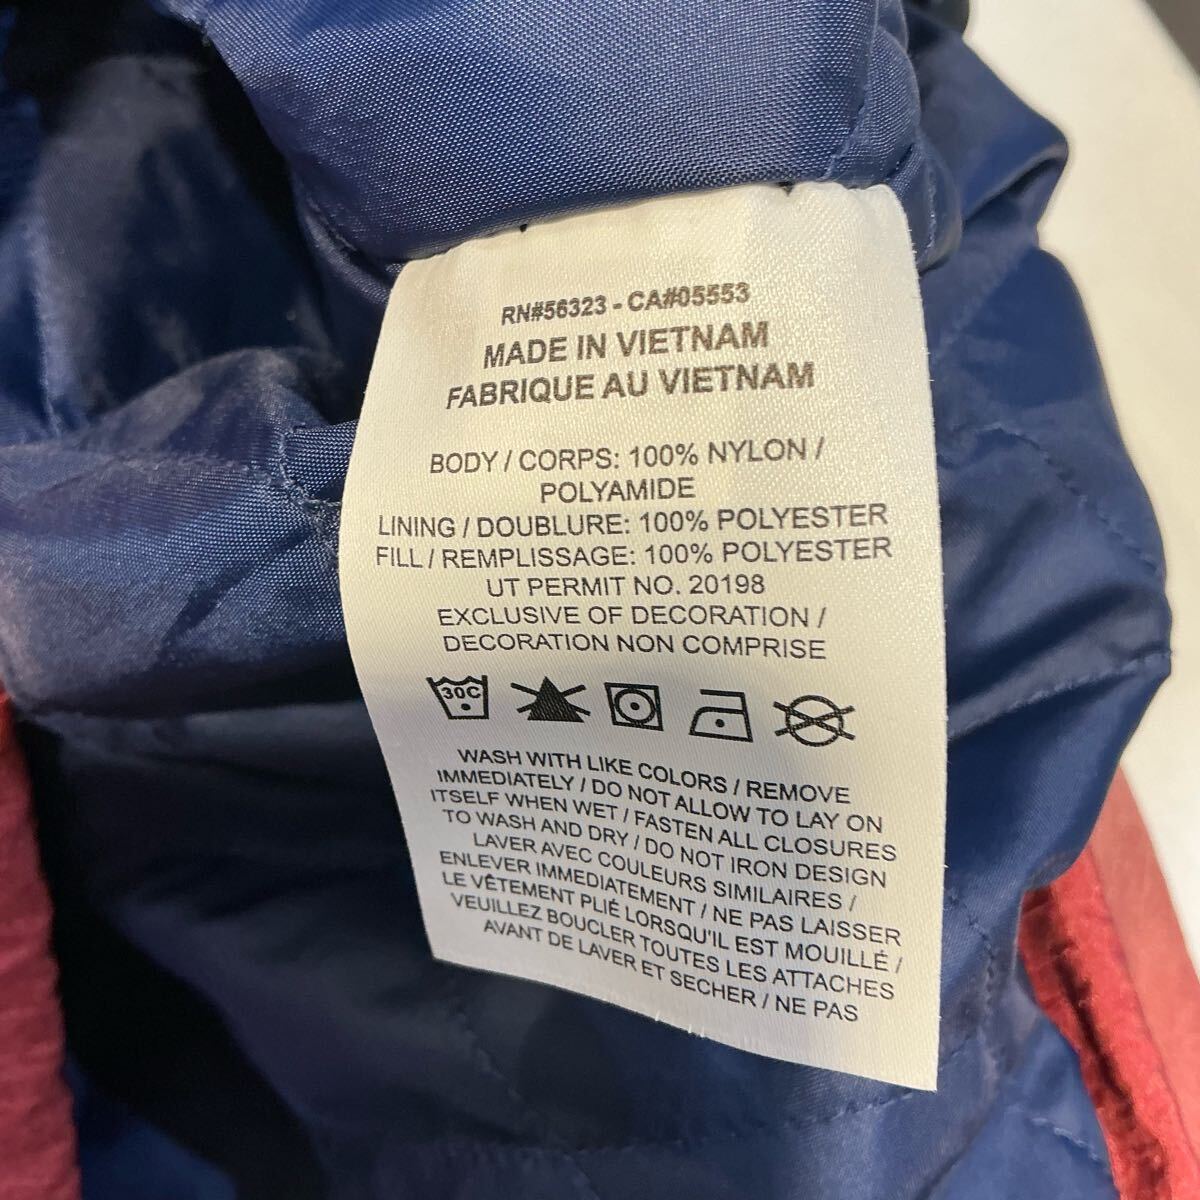 RN#56323 - CA#05553
MADE IN VIETNAM
FABRIQUE AU VIETNAM
BODY / CORPS: 100% NYLON /
POLYAMIDE
LINING / DOUBLURE: 100% POLYESTER
FILL / REMPLISSAGE: 100% POLYESTER
UT PERMIT NO. 20198
EXCLUSIVE OF DECORATION /
DECORATION NON COMPRISE
30C
WASH WITH LIKE COLORS / REMOVE
IMMEDIATELY / DO NOT ALLOW TO LAY ON
ITSELF WHEN WET / FASTEN ALL CLOSURES
TO WASH AND DRY / DO NOT IRON DESIGN
LAVER AVEC COULEURS SIMILAIRES /
ENLEVER IMMEDIATEMENT / NE PAS LAISSER
LE VÊTEMENT PLIÉ LORSQU'IL EST MOUILLÉ /
VEUILLEZ BOUCLER TOUTES LES ATTACHES
AVANT DE LAVER ET SECHER / NE PAS